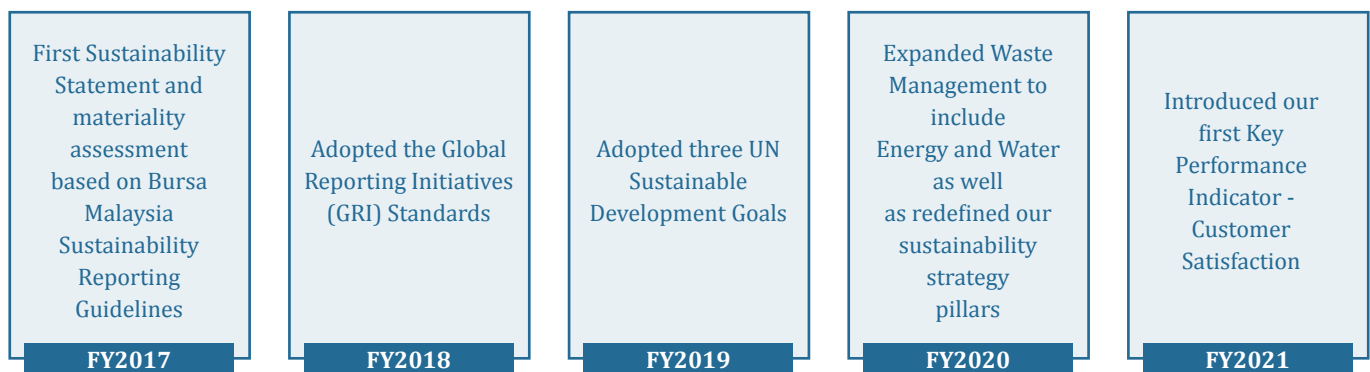 First Sustainability
Statement and
materiality
assessment
based on Bursa
Malaysia
Sustainability
Reporting
Guidelines
FY2017
Adopted the Global
Reporting Initiatives
(GRI) Standards
FY2018
Adopted three UN
Sustainable
Development Goals
FY2019
Expanded Waste
Management to
include
Energy and Water
as well
as redefined our
sustainability
strategy
pillars
FY2020
Introduced our
first Key
Performance
Indicator -
Customer
Satisfaction
FY2021